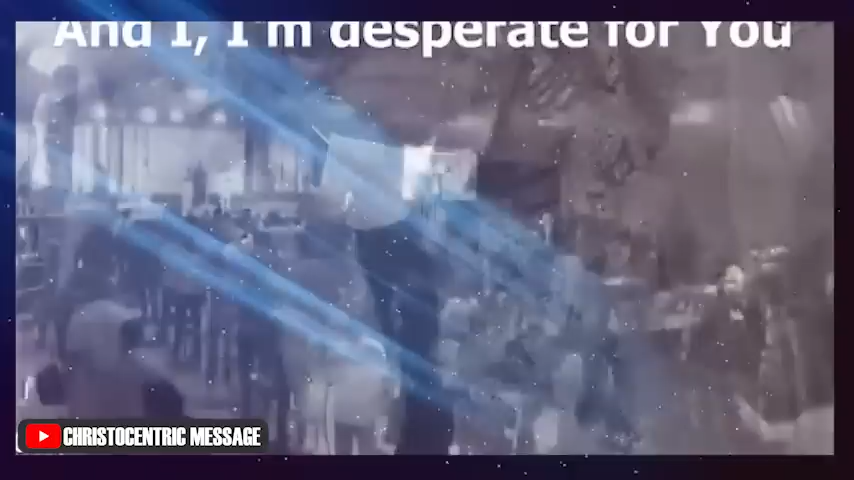 And I, I'm desperate for You
CHRISTOCENTRIC MESSAGE